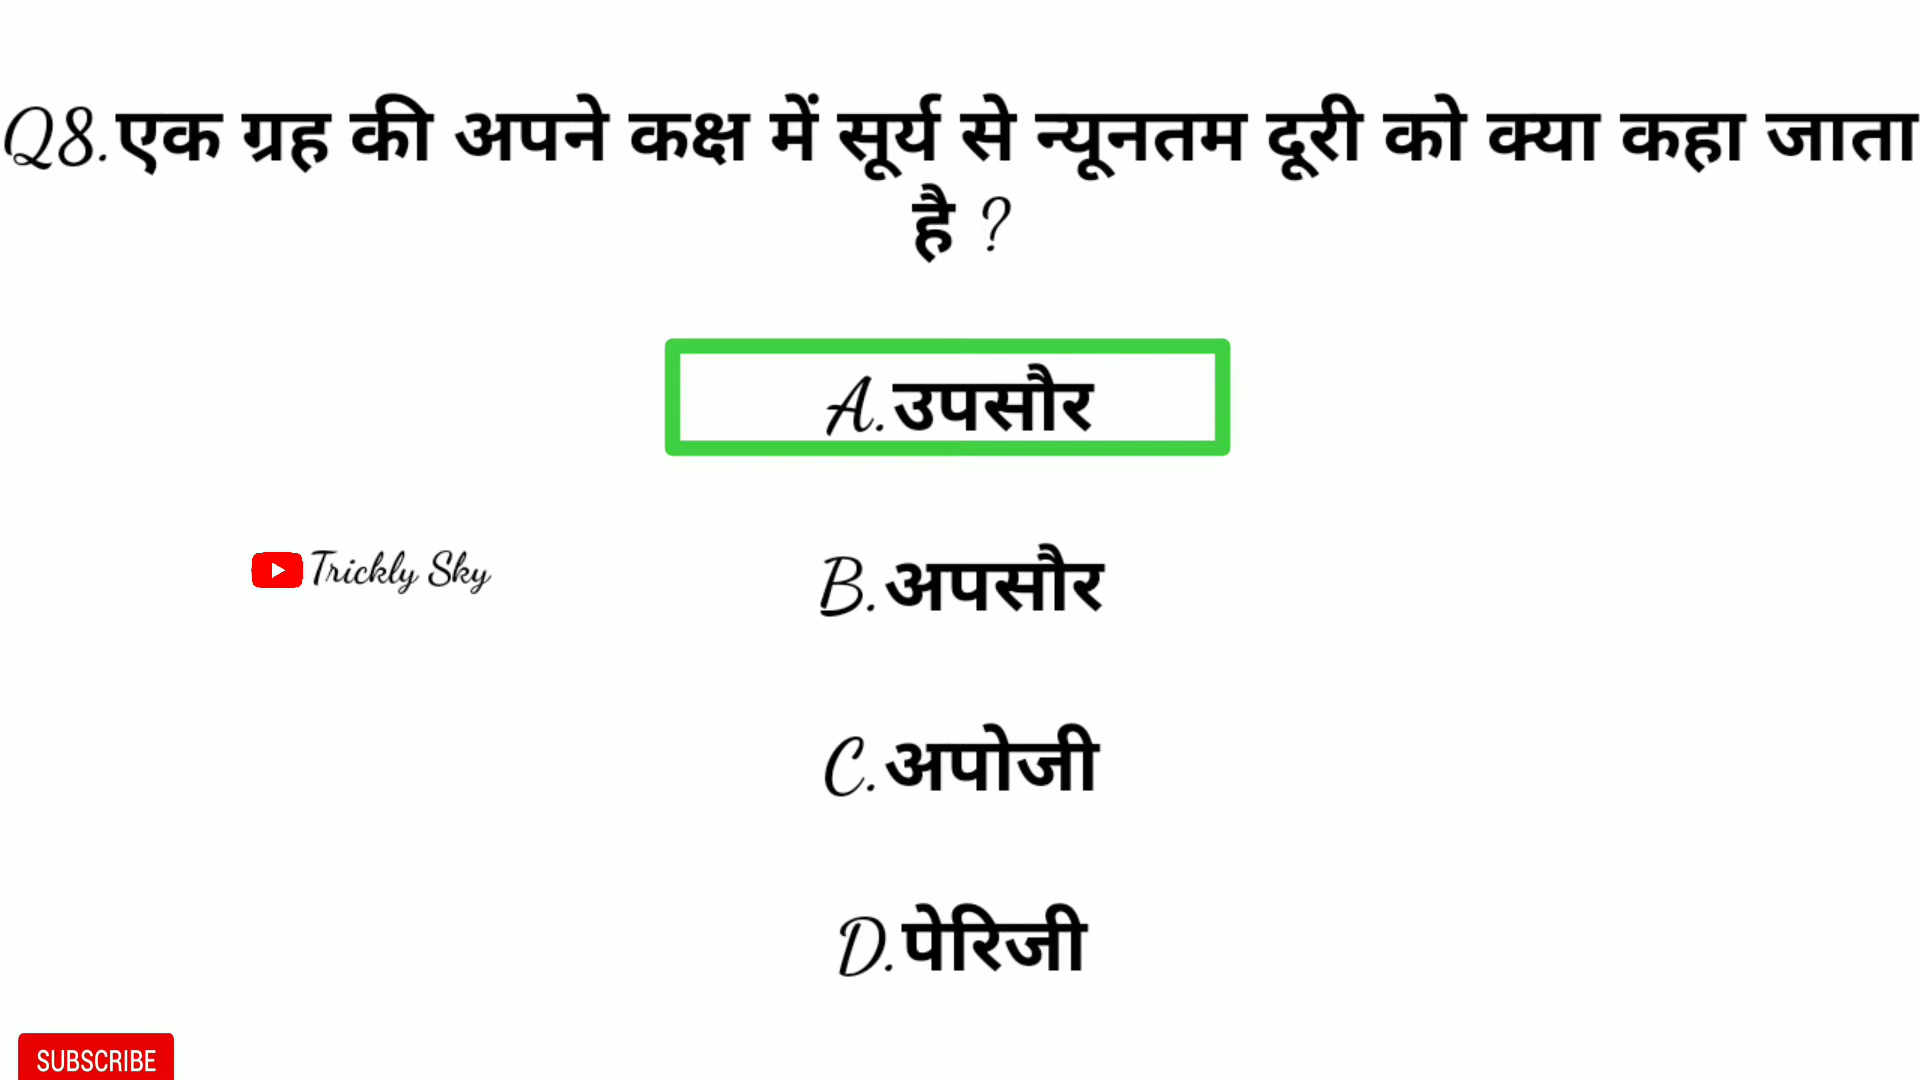 Q8.एक ग्रह की अपने कक्ष में सूर्य से न्यूनतम दूरी को क्या कहा जाता
है ?
A.उपसौर
Trickly Sky
B.अपसौर
C.अपोजी
D.पेरिजी
SUBSCRIBE